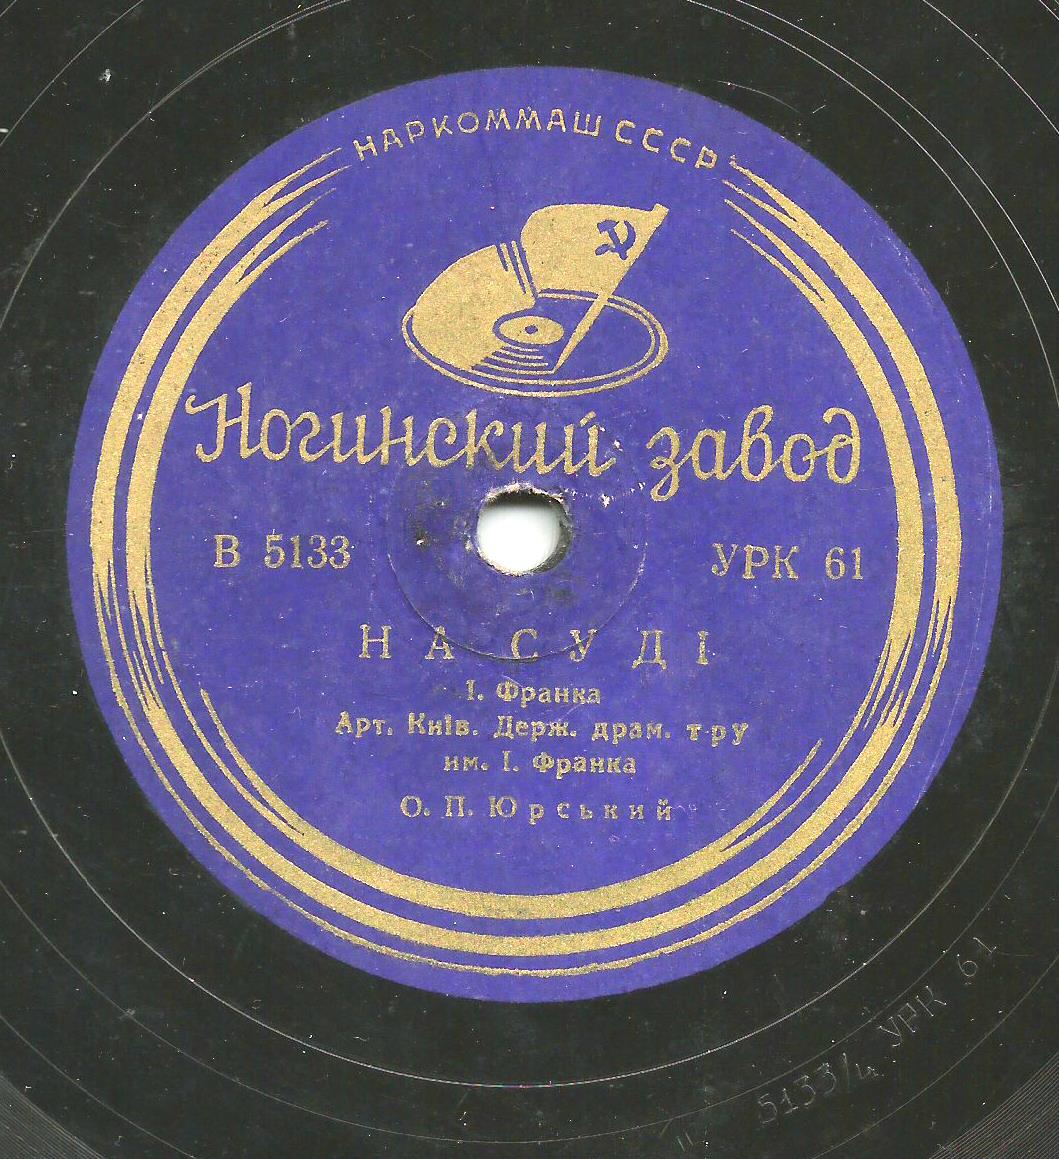 НАРКОММАШ СССР
Ногинский завод
В 5133 УРК 61
НА СУДІ
І. Франка
Арт. Київ. Держ. драм. т-ру
им. І. Франка
О. П. Юрський
5133/4 УРК 61